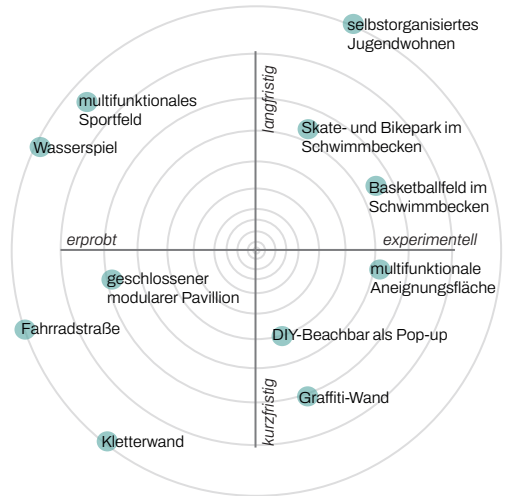 selbstorganisiertes
Jugendwohnen
langfristig
multifunktionales
Sportfeld
Skate- und Bikepark im
Schwimmbecken
Wasserspiel
Basketballfeld im
Schwimmbecken
erprobt
experimentell
geschlossener
modularer Pavillion
multifunktionale
Aneignungsfläche
Fahrradstraße
DIY-Beachbar als Pop-up
kurzfristig
Graffiti-Wand
Kletterwand